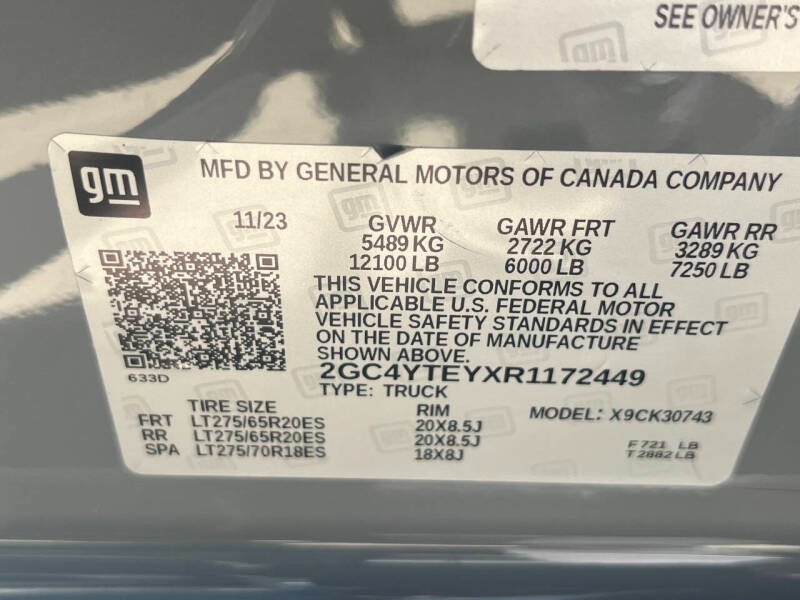 SEE OWNER'S
gm
MFD BY GENERAL MOTORS OF CANADA COMPANY
11/23 GVWR GAWR FRT GAWR RR
5489 KG 2722 KG 3289 KG
12100 LB 6000 LB 7250 LB
THIS VEHICLE CONFORMS TO ALL
APPLICABLE U.S. FEDERAL MOTOR
VEHICLE SAFETY STANDARDS IN EFFECT
ON THE DATE OF MANUFACTURE
SHOWN ABOVE.
633D
2GC4YTEYXR1172449
TYPE: TRUCK
TIRE SIZE RIM MODEL: X9CK30743
FRT LT275/65R20ES 20X8.5J
RR LT275/65R20ES 20X8.5J F 721 LB
SPA LT275/70R18ES 18X8J T 2882 LB